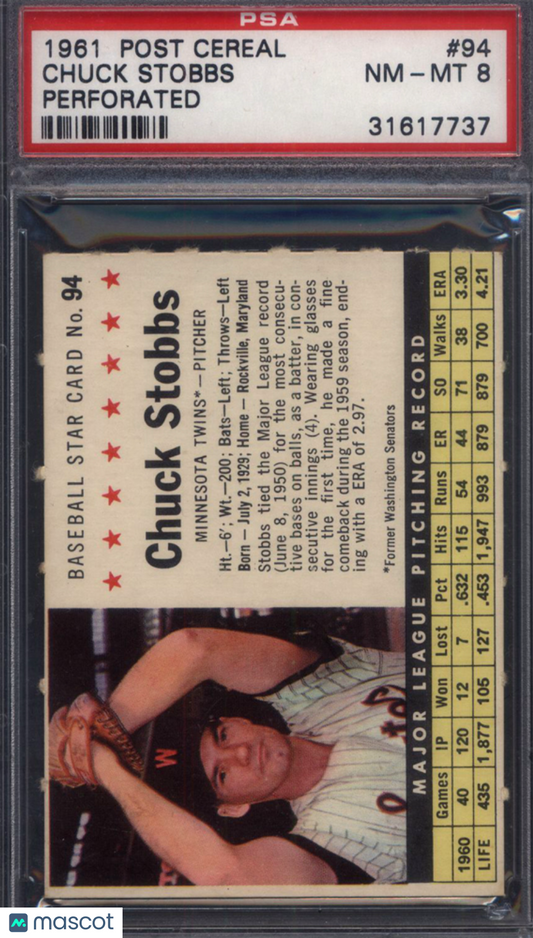 PSA
1961 POST CEREAL #94
CHUCK STOBBS NM-MT 8
PERFORATED
31617737
BASEBALL STAR CARD No. 94
Chuck Stobbs
MINNESOTA TWINS*—PITCHER
Ht.—6'; Wt.—200; Bats—Left; Throws—Left
Born — July 2, 1929; Home — Rockville, Maryland
Stobbs tied the Major League record
(June 8, 1950) for the most consecu-
tive bases on balls, as a batter, in con-
secutive innings (4). Wearing glasses
for the first time, he made a fine
comeback during the 1959 season, end-
ing with a ERA of 2.97.
*Former Washington Senators
M
MAJOR LEAGUE PITCHING RECORD
Games IP Won Lost Pct Hits Runs ER SO Walks ERA
1960 40 120 12 7 .632 115 54 44 71 38 3.30
LIFE 435 1,877 105 127 .453 1,947 993 879 879 700 4.21
mascot